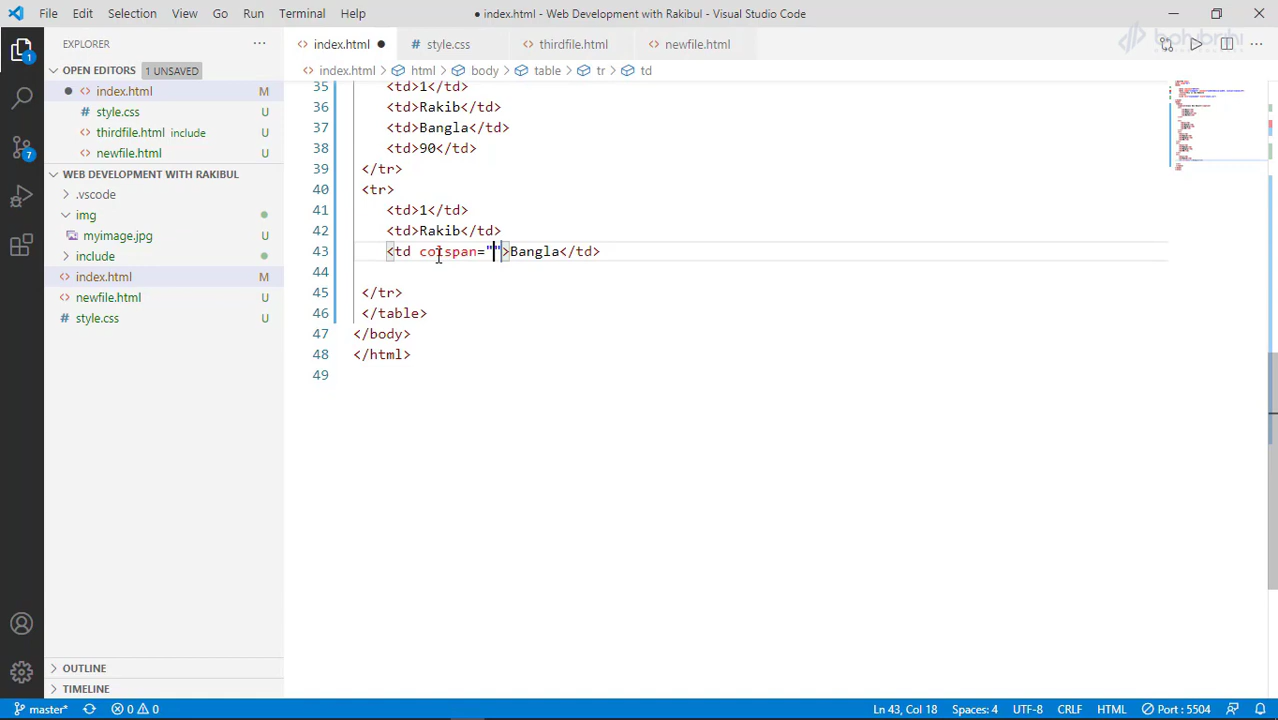 File Edit Selection View Go Run Terminal Help
● index.html - Web Development with Rakibul - Visual Studio Code
EXPLORER
index.html
style.css
thirdfile.html
newfile.html
bohubrihi
OPEN EDITORS 1 UNSAVED
index.html > html > body > table > tr > td
index.html M
style.css U
thirdfile.html include U
newfile.html U
WEB DEVELOPMENT WITH RAKIBUL
.vscode
img
myimage.jpg U
include
index.html M
newfile.html U
style.css U
35 <td>1</td>
36 <td>Rakib</td>
37 <td>Bangla</td>
38 <td>90</td>
39 </tr>
40 <tr>
41 <td>1</td>
42 <td>Rakib</td>
43 <td colspan="">Bangla</td>
44
45 </tr>
46 </table>
47 </body>
48 </html>
49
1
7
OUTLINE
TIMELINE
master* 0 0 Ln 43, Col 18 Spaces: 4 UTF-8 CRLF HTML Port : 5504